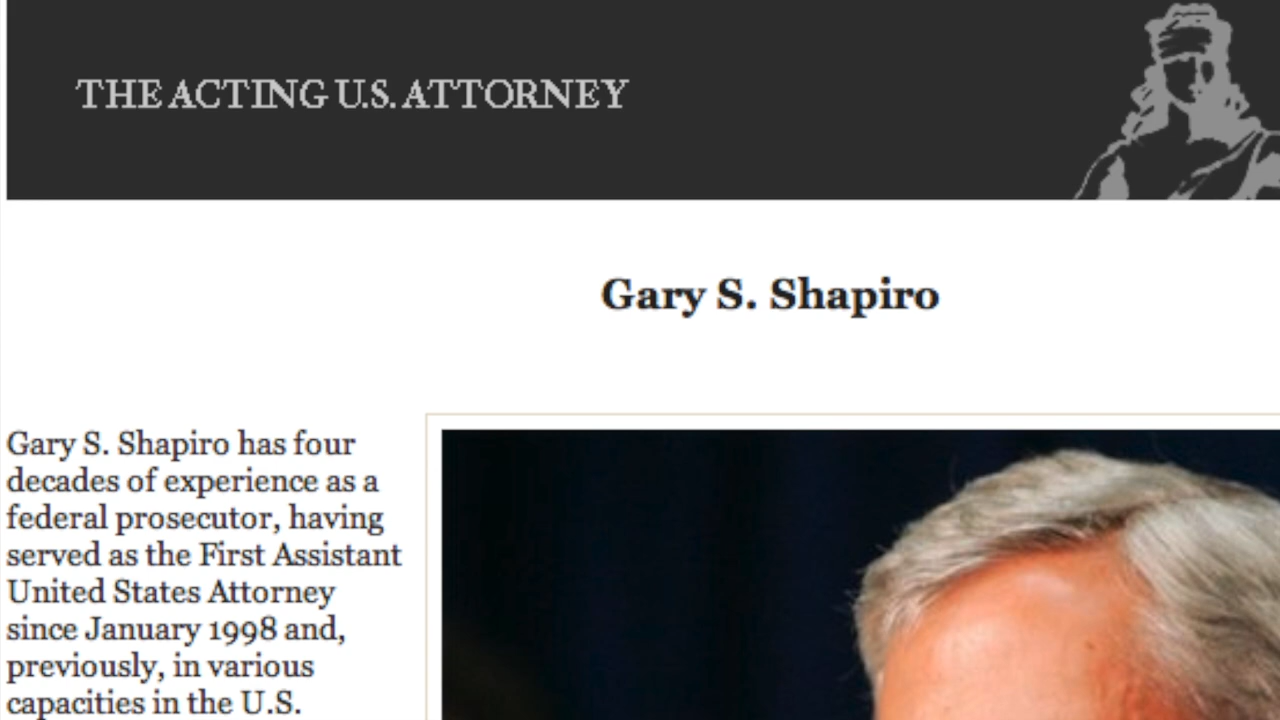 THE ACTING U.S. ATTORNEY
Gary S. Shapiro
Gary S. Shapiro has four
decades of experience as a
federal prosecutor, having
served as the First Assistant
United States Attorney
since January 1998 and,
previously, in various
capacities in the U.S.